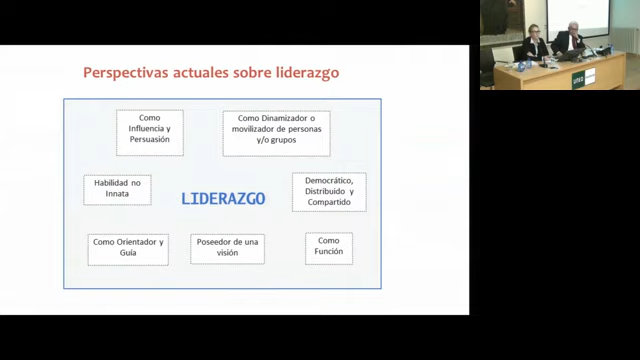 Perspectivas actuales sobre liderazgo
Como
Influencia y
Persuasión
Como Dinamizador o
movilizador de personas
y/o grupos
Habilidad no
Innata
LIDERAZGO
Democrático,
Distribuido y
Compartido
Como Orientador y
Guía
Poseedor de una
visión
Como
Función
UNED